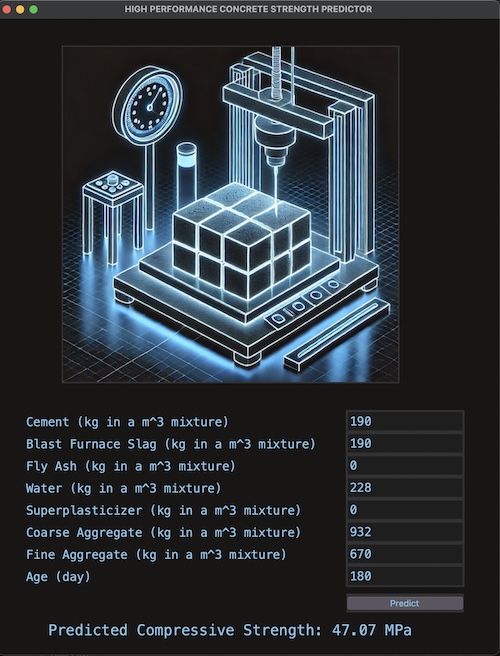 HIGH PERFORMANCE CONCRETE STRENGTH PREDICTOR
Cement (kg in a m^3 mixture) 190
Blast Furnace Slag (kg in a m^3 mixture) 190
Fly Ash (kg in a m^3 mixture) 0
Water (kg in a m^3 mixture) 228
Superplasticizer (kg in a m^3 mixture) 0
Coarse Aggregate (kg in a m^3 mixture) 932
Fine Aggregate (kg in a m^3 mixture) 670
Age (day) 180
Predict
Predicted Compressive Strength: 47.07 MPa